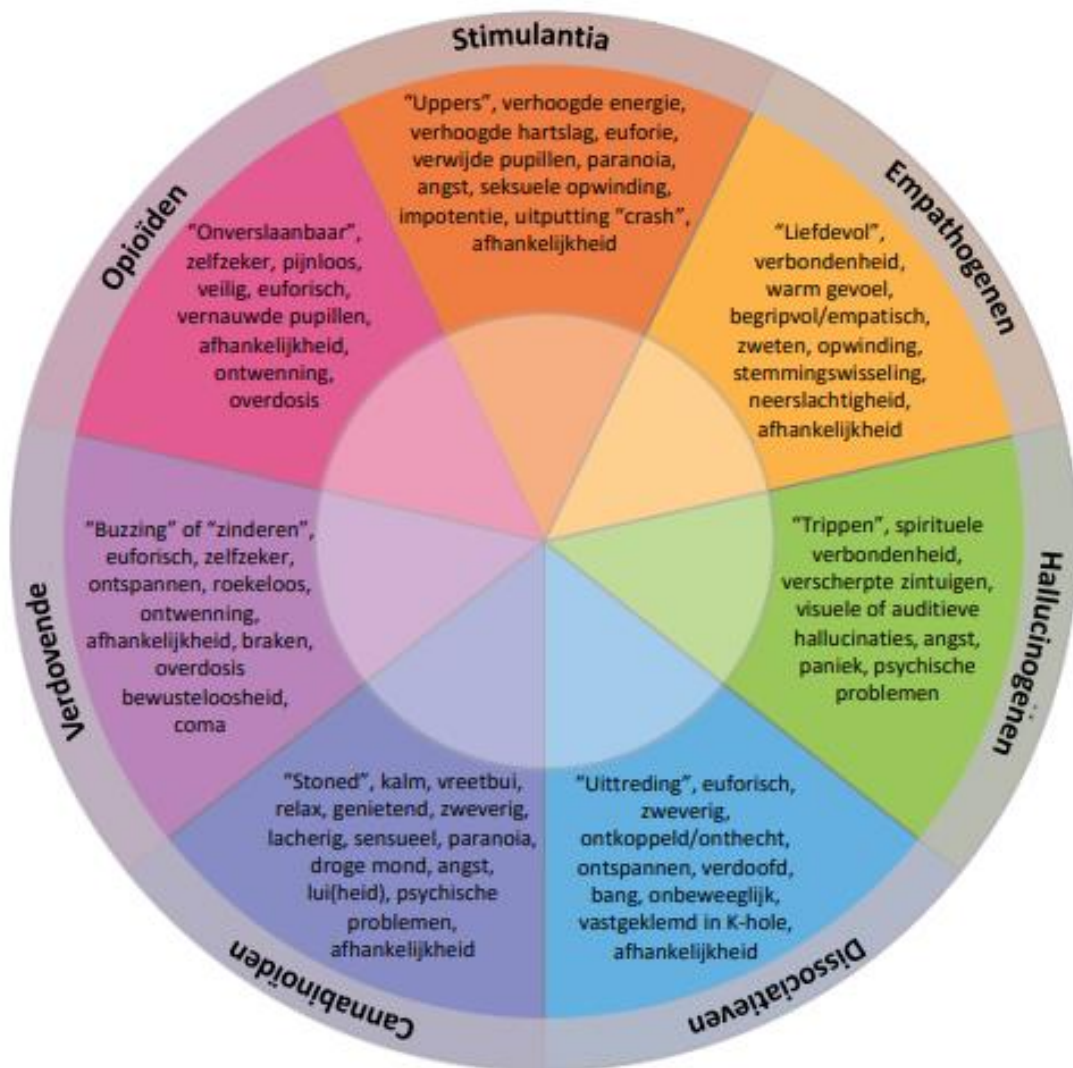 Stimulantia
"Uppers", verhoogde energie,
verhoogde hartslag, euforie,
verwijde pupillen, paranoia,
angst, seksuele opwinding,
impotentie, uitputting "crash",
afhankelijkheid
Empathogenen
"Liefdevol",
verbondenheid,
warm gevoel,
begripvol/empatisch,
zweten, opwinding,
stemmingswisseling,
neerslachtigheid,
afhankelijkheid
Hallucinogënen
"Trippen", spirituele
verbondenheid,
verscherpte zintuigen,
visuele of auditieve
hallucinaties, angst,
paniek, psychische
problemen
Dissociatieven
"Uittreding", euforisch,
zweverig,
ontkoppeld/onthecht,
ontspannen, verdoofd,
bang, onbeweeglijk,
vastgeklemd in K-hole,
afhankelijkheid
Cannabinoïden
"Stoned", kalm, vreetbui,
relax, genietend, zweverig,
lacherig, sensueel, paranoia,
droge mond, angst,
lui(heid), psychische
problemen,
afhankelijkheid
Verdovende
"Buzzing" of "zinderen",
euforisch, zelfzeker,
ontspannen, roekeloos,
ontwenning,
afhankelijkheid, braken,
overdosis
bewusteloosheid,
coma
Opioïden
"Onverslaanbaar",
zelfzeker, pijnloos,
veilig, euforisch,
vernauwde pupillen,
afhankelijkheid,
ontwenning,
overdosis